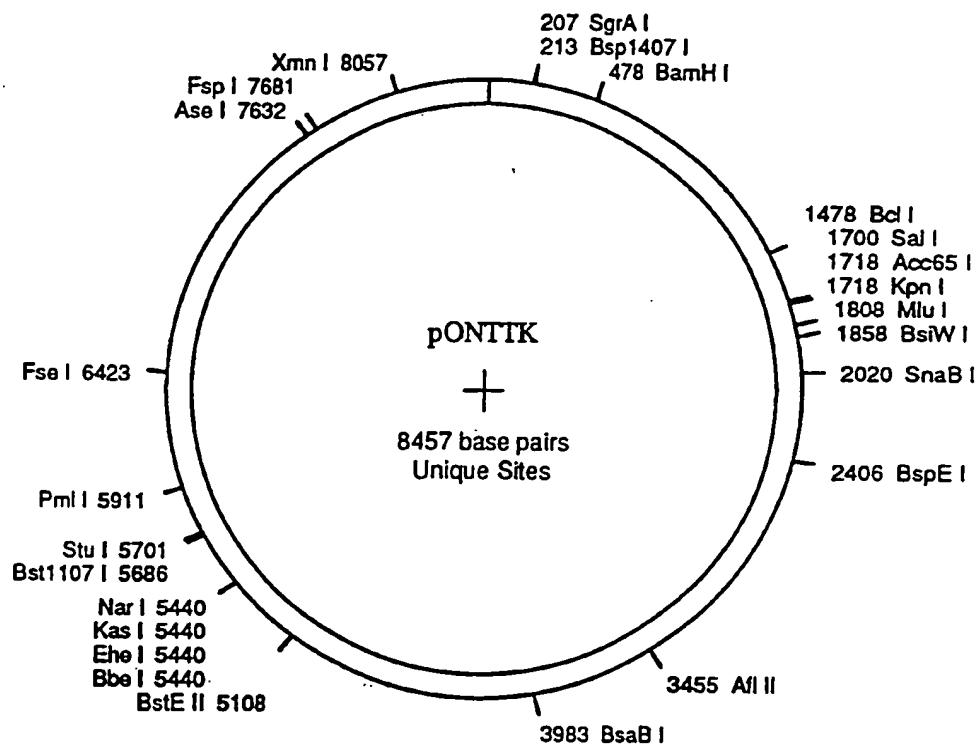 207 SgrA I
213 Bsp1407 I
478 BamH I
1478 Bcl I
1700 Sal I
1718 Acc65 I
1718 Kpn I
1808 Mlu I
1858 BsiW I
2020 SnaB I
2406 BspE I
3455 Afl II
3983 BsaB I
BstE II 5108
Bbe I 5440
Ehe I 5440
Kas I 5440
Nar I 5440
Bst1107 I 5686
Stu I 5701
Pml I 5911
Fse I 6423
Ase I 7632
Fsp I 7681
Xmn I 8057
pONTTK
8457 base pairs
Unique Sites